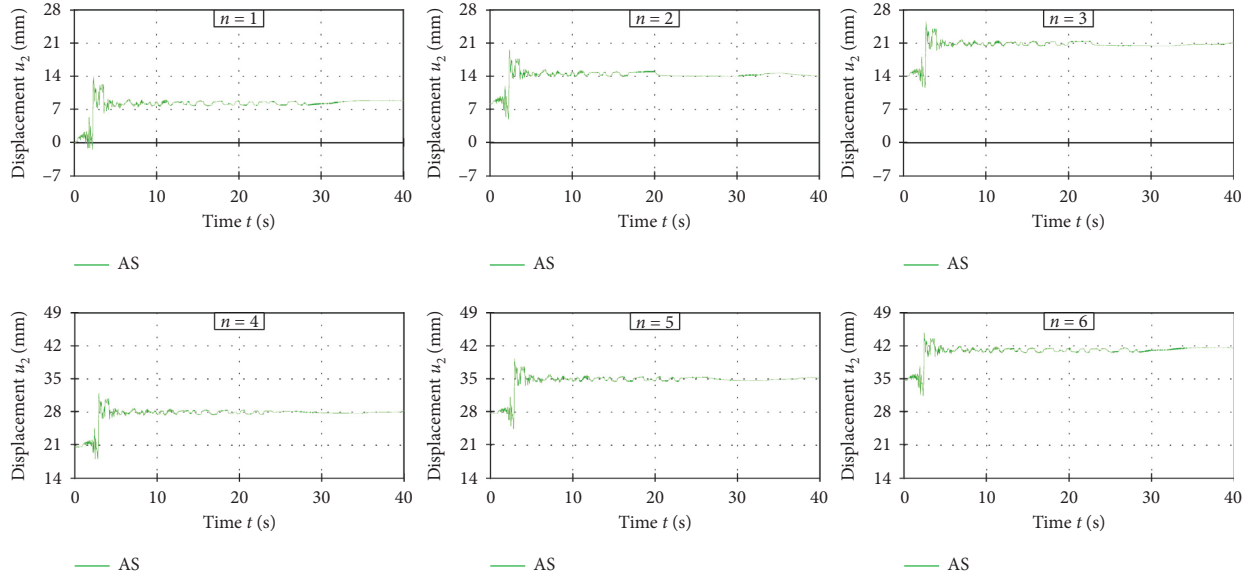 n = 1
28
21
14
7
0
–7
Displacement u2 (mm)
0 10 20 30 40
Time t (s)
AS
n = 2
28
21
14
7
0
–7
Displacement u2 (mm)
0 10 20 30 40
Time t (s)
AS
n = 3
28
21
14
7
0
–7
Displacement u2 (mm)
0 10 20 30 40
Time t (s)
AS
n = 4
49
42
35
28
21
14
Displacement u2 (mm)
0 10 20 30 40
Time t (s)
AS
n = 5
49
42
35
28
21
14
Displacement u2 (mm)
0 10 20 30 40
Time t (s)
AS
n = 6
49
42
35
28
21
14
Displacement u2 (mm)
0 10 20 30 40
Time t (s)
AS